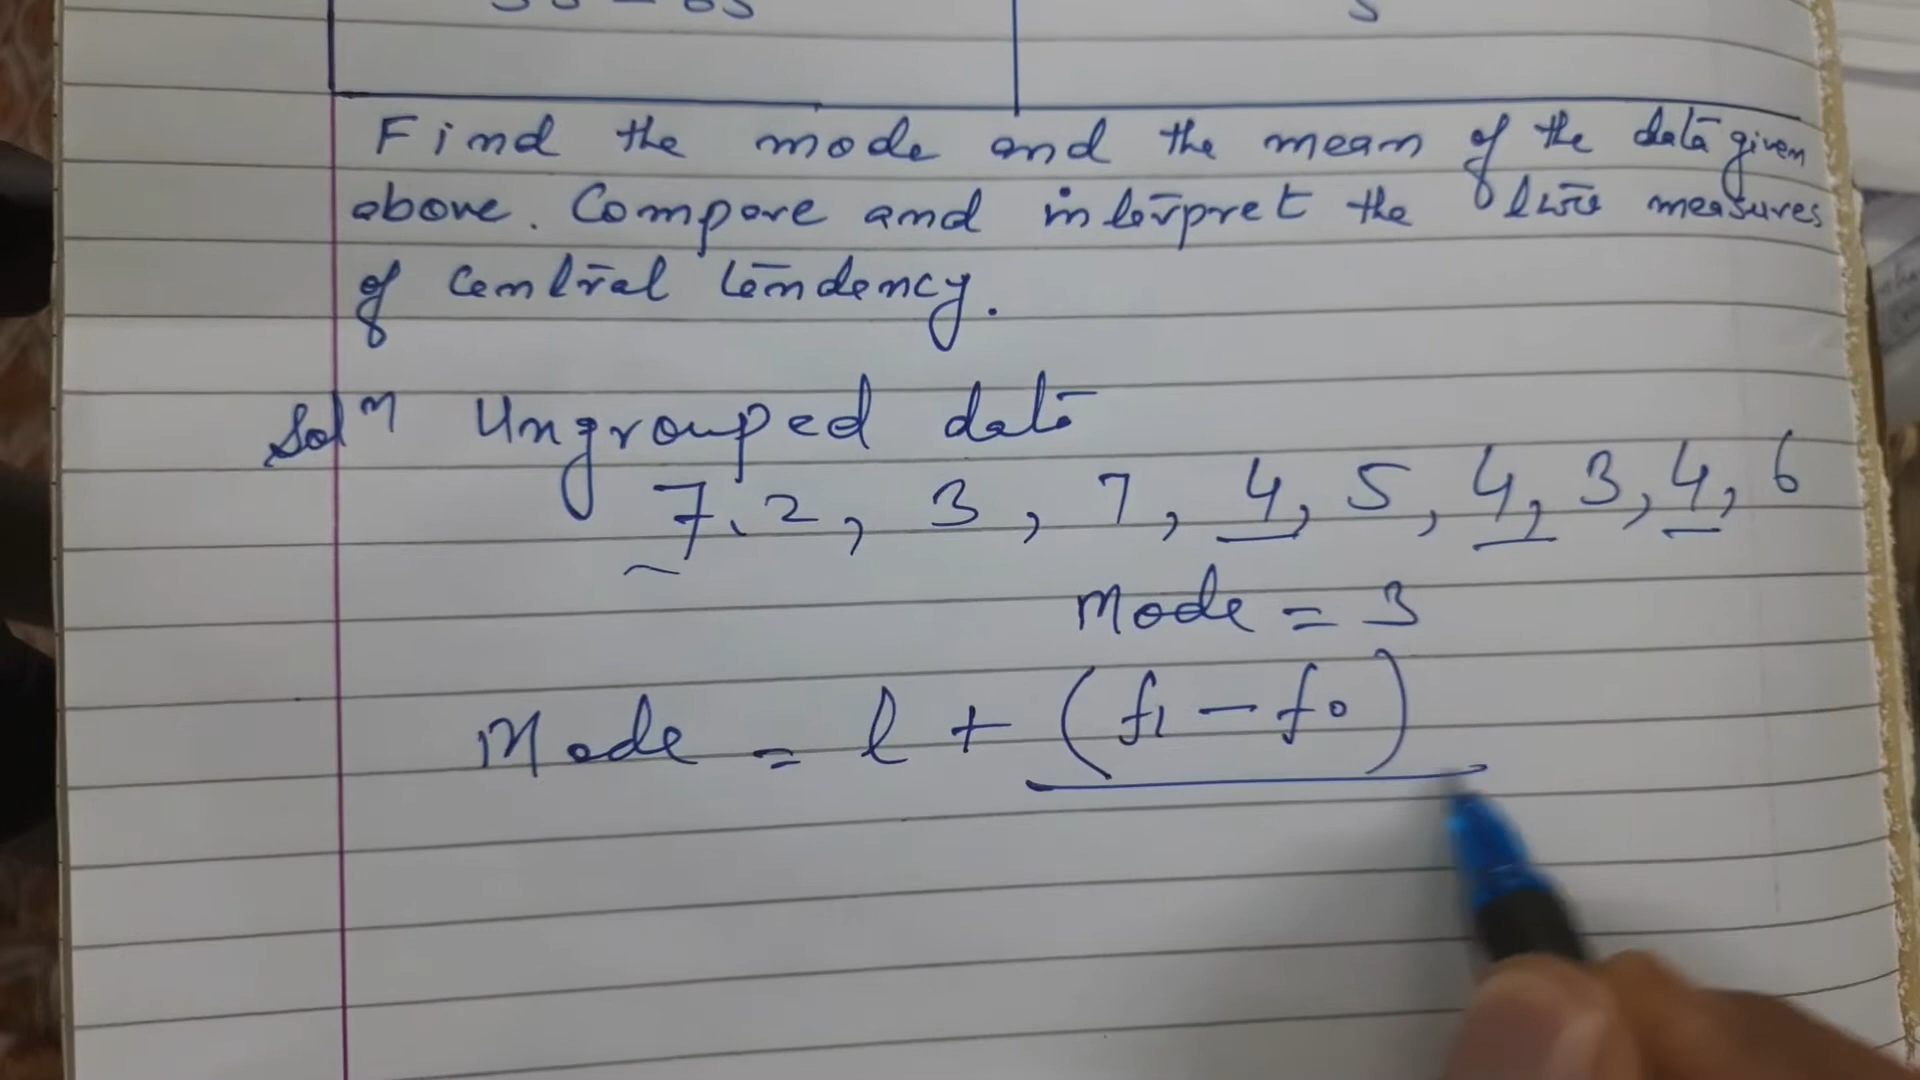 Find the mode and the mean of the data given
above. Compare and interpret the two measures
of central tendency.
Solⁿ Ungrouped data
7, 2, 3, 7, 4, 5, 4, 3, 4, 6
Mode = 3
Mode = l + (f1 - f0)